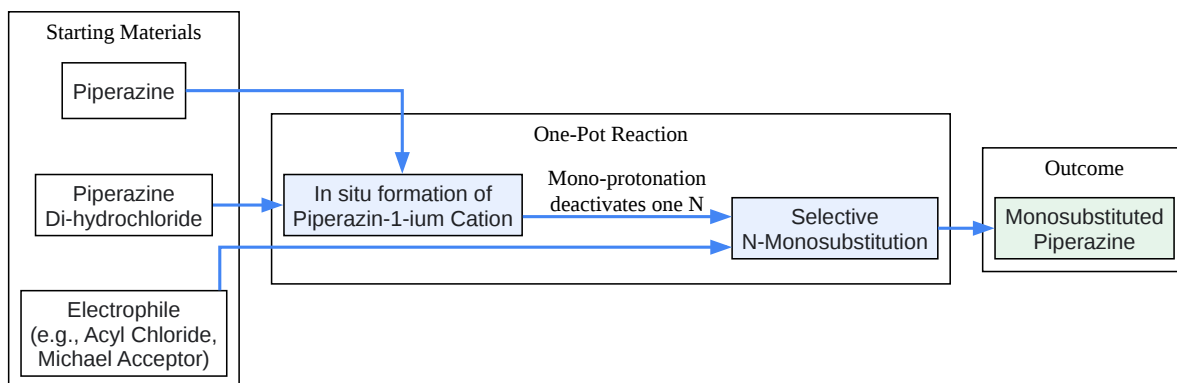 Starting Materials
Piperazine
Piperazine
Di-hydrochloride
Electrophile
(e.g., Acyl Chloride,
Michael Acceptor)
One-Pot Reaction
In situ formation of
Piperazin-1-ium Cation
Mono-protonation
deactivates one N
Selective
N-Monosubstitution
Outcome
Monosubstituted
Piperazine